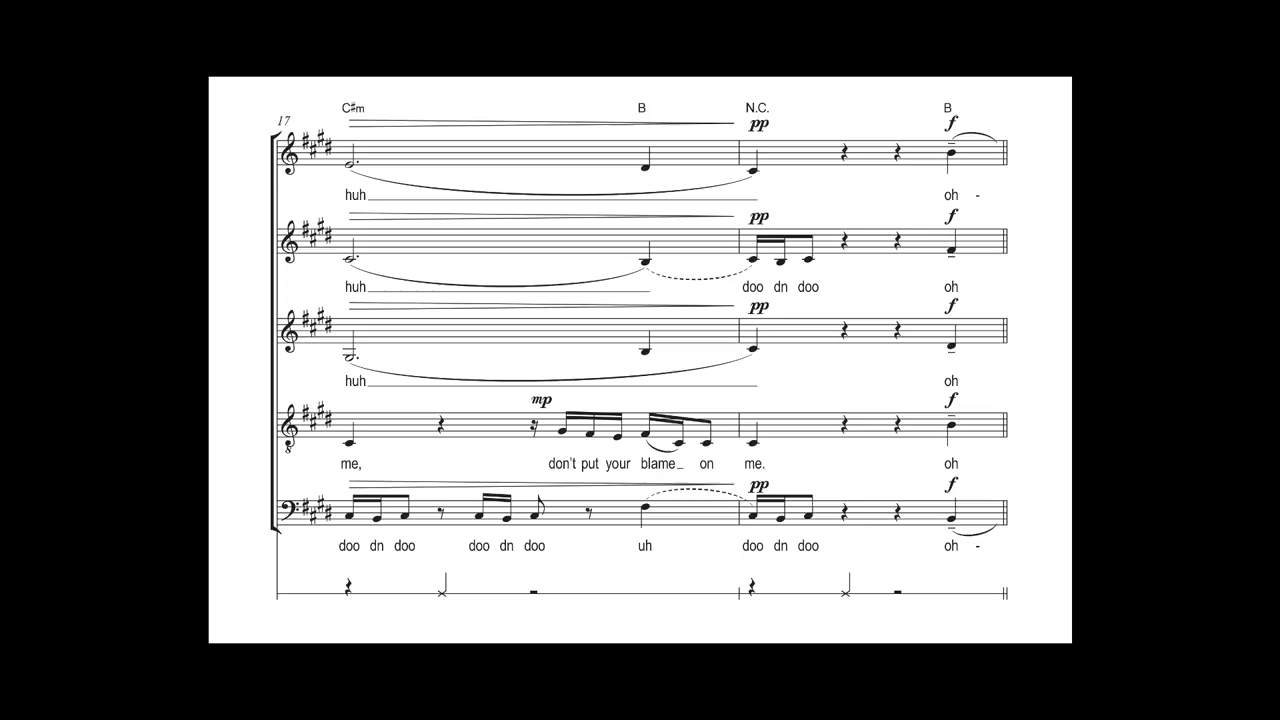 C♯m B N.C. B
17 pp f
huh oh -
pp f
huh doo dn doo oh
pp f
huh oh
mp f
8
me, don't put your blame_ on me. oh
pp f
doo dn doo doo dn doo uh doo dn doo oh -